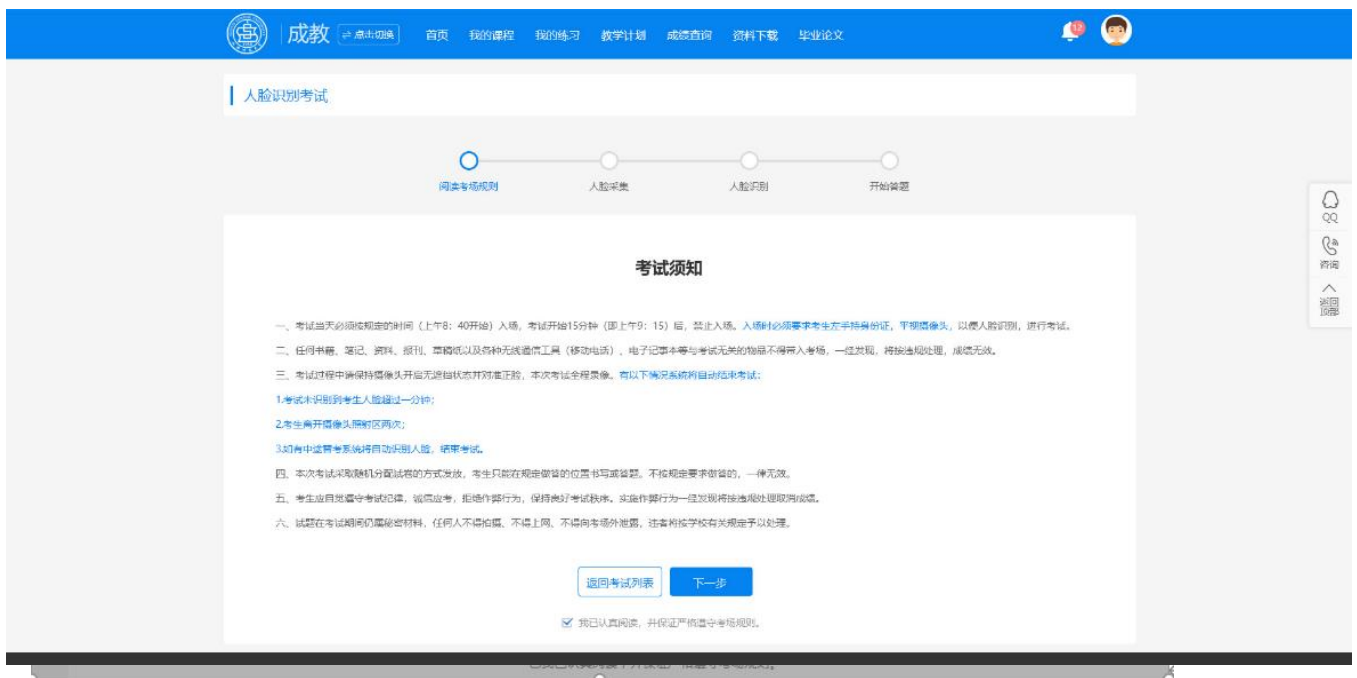 成教 点击切换 首页 我的课程 我的练习 教学计划 成绩查询 资料下载 毕业论文 12
人脸识别考试
阅读考场规则 人脸采集 人脸识别 开始答题
QQ
咨询
返回
顶部
考试须知
一、考试当天必须按规定的时间（上午8：40开始）入场，考试开始15分钟（即上午9：15）后，禁止入场。入场时必须要求考生左手持身份证，平视摄像头，以便人脸识别，进行考试。
二、任何书籍、笔记、资料、报刊、草稿纸以及各种无线通信工具（移动电话）、电子记事本等与考试无关的物品不得带入考场，一经发现，将按违规处理，成绩无效。
三、考试过程中请保持摄像头开启无遮挡状态并对准正脸，本次考试全程录像。有以下情况系统将自动结束考试：
1.考试未识别到考生人脸超过一分钟；
2.考生离开摄像头照射区两次；
3.如有中途替考系统将自动识别人脸，结束考试。
四、本次考试采取随机分配试卷的方式发放，考生只能在规定做答的位置书写或答题。不按规定要求做答的，一律无效。
五、考生应自觉遵守考试纪律，诚信应考，拒绝作弊行为，保持良好考试秩序。实施作弊行为一经发现将按违规处理取消成绩。
六、试题在考试期间仍属秘密材料，任何人不得拍摄、不得上网、不得向考场外泄露，违者将按学校有关规定予以处理。
返回考试列表 下一步
我已认真阅读，并保证严格遵守考场规则。